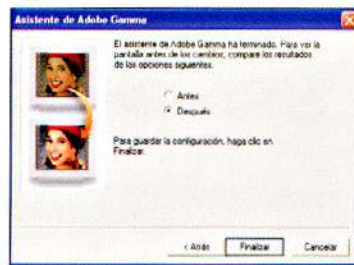 Asistente de Adobe Gamma
El asistente de Adobe Gamma ha terminado. Para ver la
pantalla antes de los cambios, compare los resultados
de las opciones siguientes.
Antes
Después
Para guardar la configuración, haga clic en
Finalizar.
< Atrás
Finalizar
Cancelar